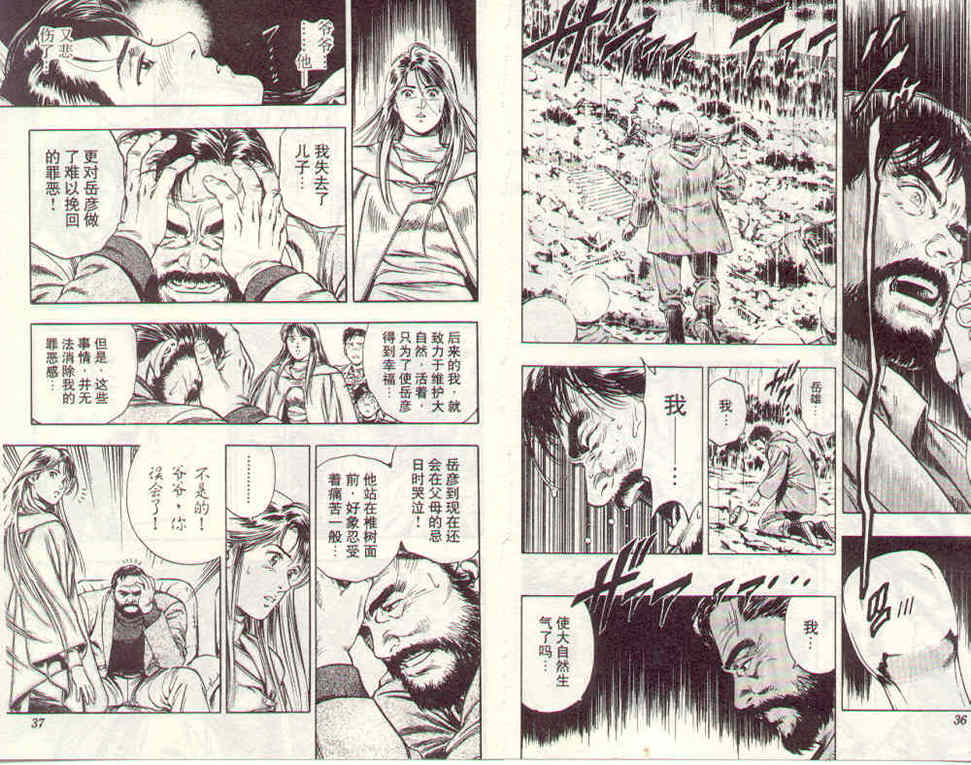 岳雄…
我…
我
…
我…
使大自然生
气了吗…
36
爷爷…
……他
又悲
伤了
我失去了
儿子…
更对岳彦做
了难以挽回
的罪恶！
后来的我，就
致力于维护大
自然，活着，
只为了使岳彦
得到幸福…
但是，这些
事情，并无
法消除我的
罪恶感…
岳彦到现在还
会在父母的忌
日时哭泣！
他站在椎树面
前，好象忍受
着痛苦一般…
………
不是的！
爷爷，你
误会了！
37